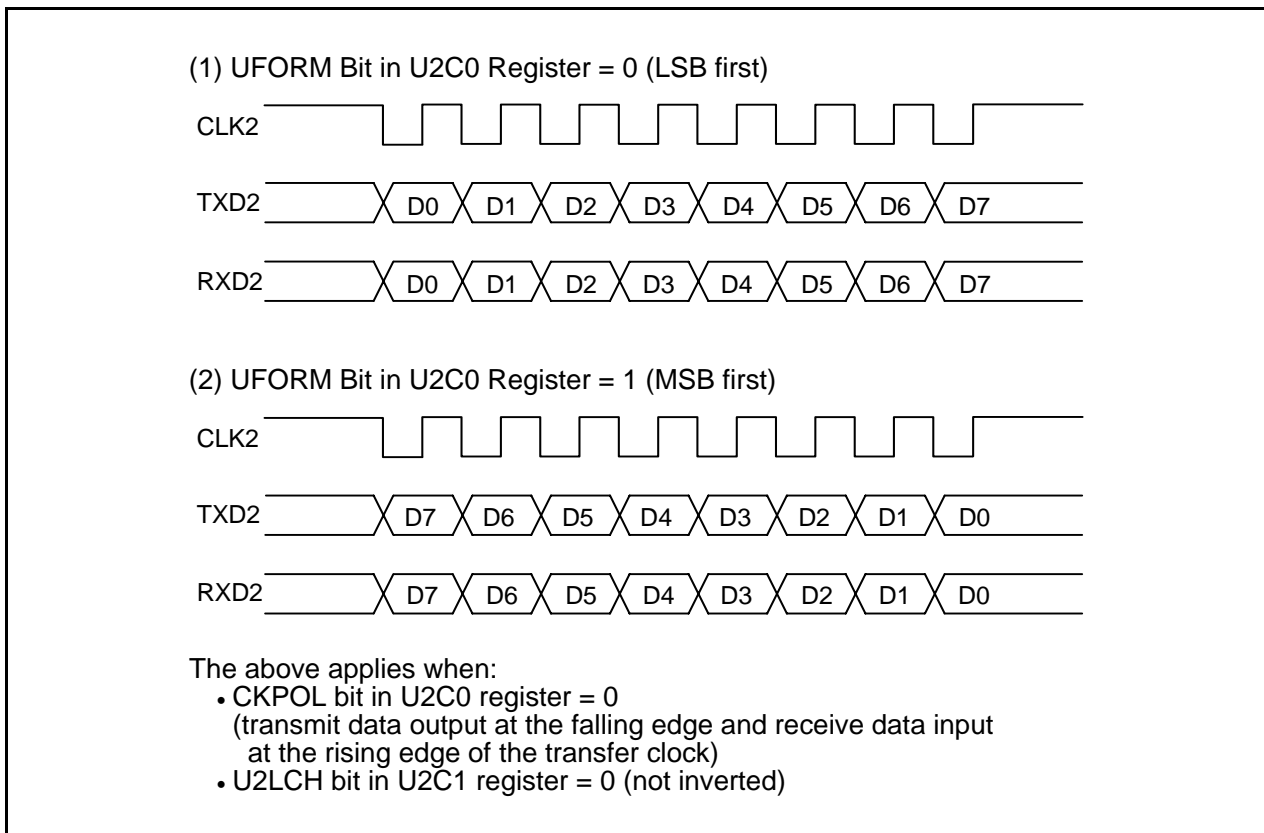 (1) UFORM Bit in U2C0 Register = 0 (LSB first)
CLK2
TXD2 D0 D1 D2 D3 D4 D5 D6 D7
RXD2 D0 D1 D2 D3 D4 D5 D6 D7
(2) UFORM Bit in U2C0 Register = 1 (MSB first)
CLK2
TXD2 D7 D6 D5 D4 D3 D2 D1 D0
RXD2 D7 D6 D5 D4 D3 D2 D1 D0
The above applies when:
• CKPOL bit in U2C0 register = 0
(transmit data output at the falling edge and receive data input
at the rising edge of the transfer clock)
• U2LCH bit in U2C1 register = 0 (not inverted)